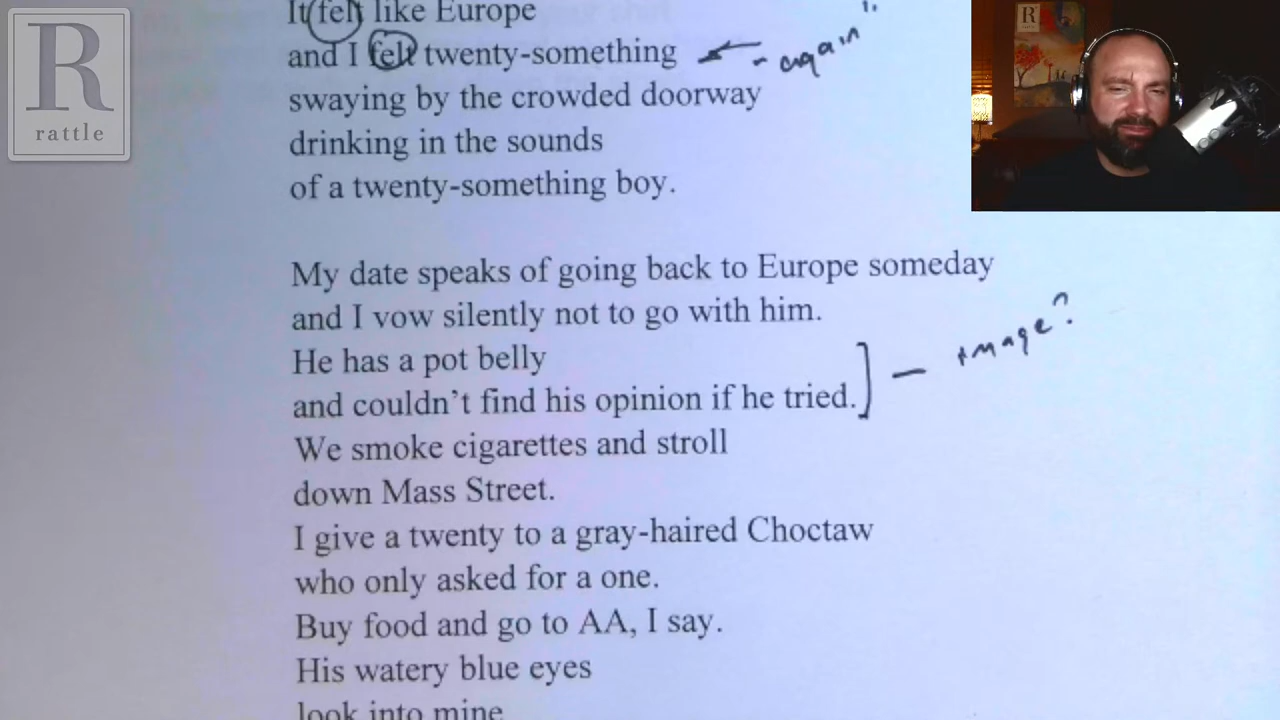 R
rattle
It felt like Europe
and I felt twenty-something - again
swaying by the crowded doorway
drinking in the sounds
of a twenty-something boy.
My date speaks of going back to Europe someday
and I vow silently not to go with him.
He has a pot belly
and couldn't find his opinion if he tried. - image?
We smoke cigarettes and stroll
down Mass Street.
I give a twenty to a gray-haired Choctaw
who only asked for a one.
Buy food and go to AA, I say.
His watery blue eyes
look into mine
R